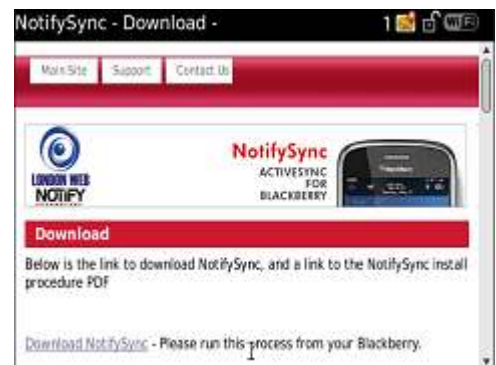 NotifySync - Download -
1
WiFi
Main Site
Support
Contact Us
LONDON WEB
NOTIFY
NotifySync
ACTIVESYNC
FOR
BLACKBERRY
Download
Below is the link to download NotifySync, and a link to the NotifySync install
procedure PDF
Download NotifySync - Please run this process from your Blackberry.